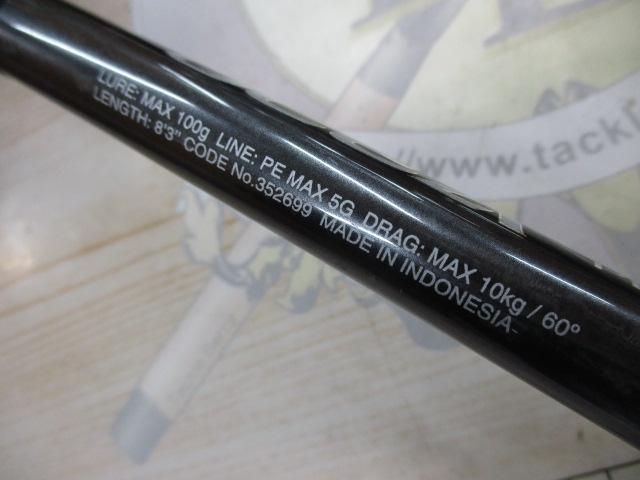 LURE: MAX 100g LINE: PE MAX 5G DRAG: MAX 10kg / 60°
LENGTH: 8'3" CODE No.352699 MADE IN INDONESIA
//www.tackl